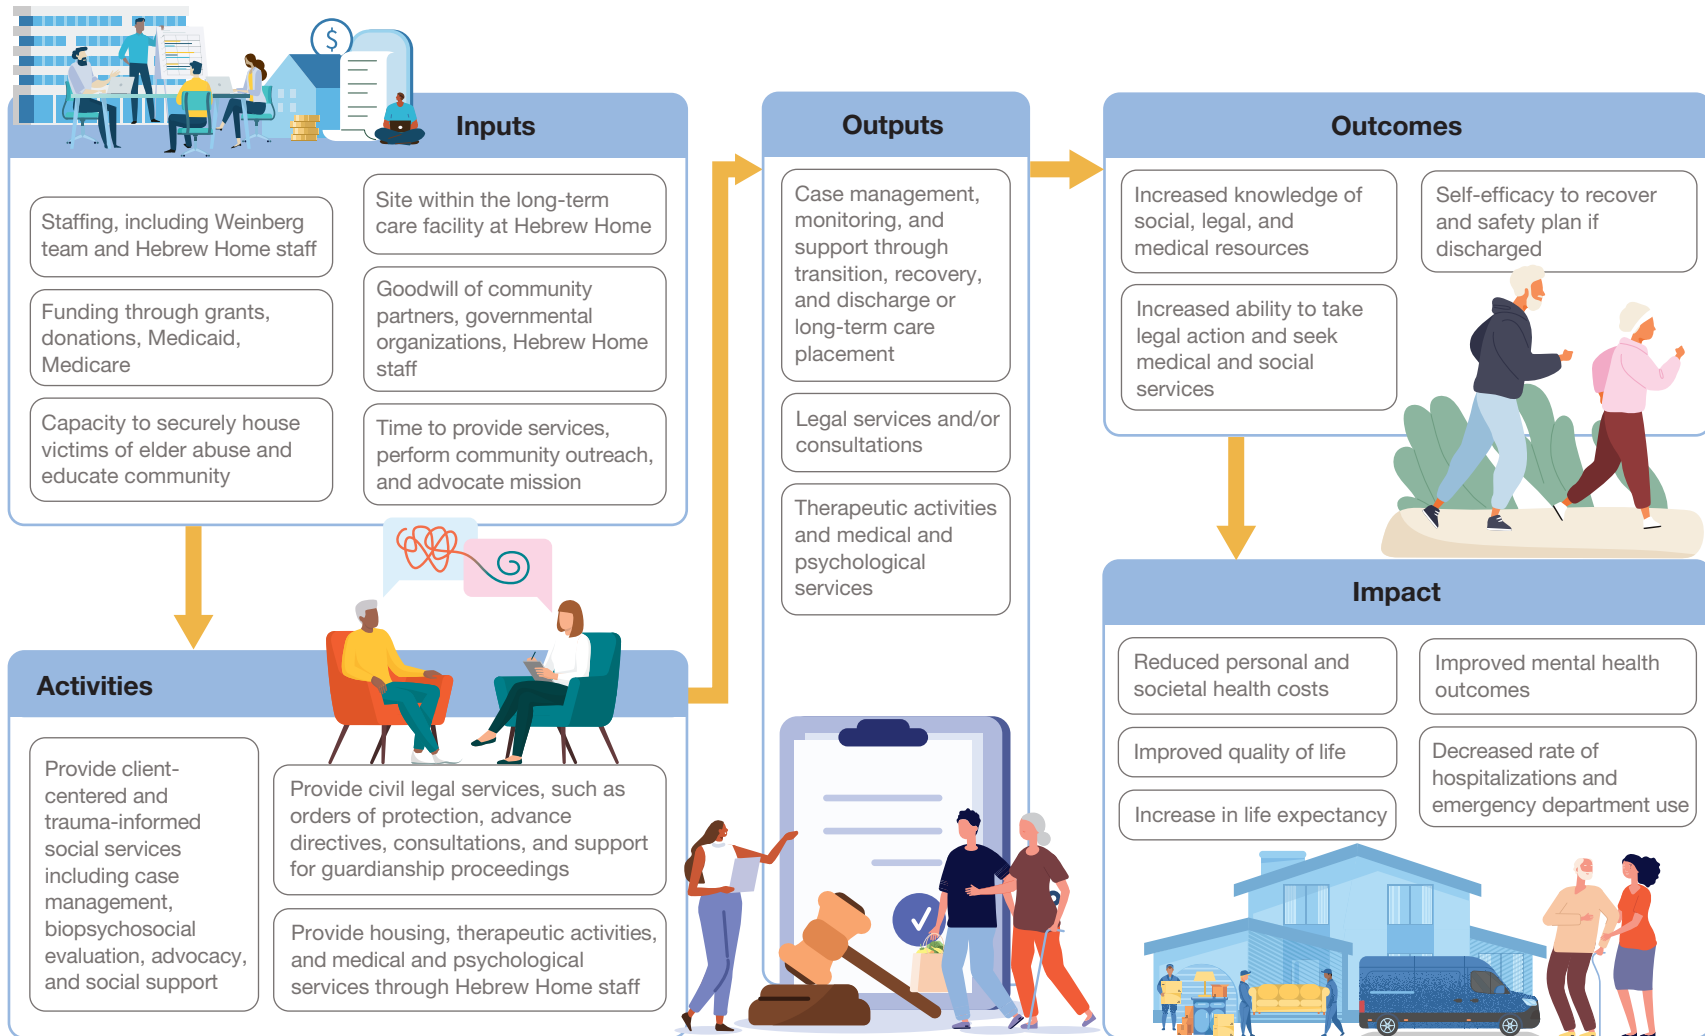 $
Inputs
Staffing, including Weinberg
team and Hebrew Home staff
Funding through grants,
donations, Medicaid,
Medicare
Capacity to securely house
victims of elder abuse and
educate community
Site within the long-term
care facility at Hebrew Home
Goodwill of community
partners, governmental
organizations, Hebrew Home
staff
Time to provide services,
perform community outreach,
and advocate mission
Activities
Provide client-
centered and
trauma-informed
social services
including case
management,
biopsychosocial
evaluation, advocacy,
and social support
Provide civil legal services, such as
orders of protection, advance
directives, consultations, and support
for guardianship proceedings
Provide housing, therapeutic activities,
and medical and psychological
services through Hebrew Home staff
Outputs
Case management,
monitoring, and
support through
transition, recovery,
and discharge or
long-term care
placement
Legal services and/or
consultations
Therapeutic activities
and medical and
psychological
services
Outcomes
Increased knowledge of
social, legal, and
medical resources
Increased ability to take
legal action and seek
medical and social
services
Self-efficacy to recover
and safety plan if
discharged
Impact
Reduced personal and
societal health costs
Improved quality of life
Increase in life expectancy
Improved mental health
outcomes
Decreased rate of
hospitalizations and
emergency department use